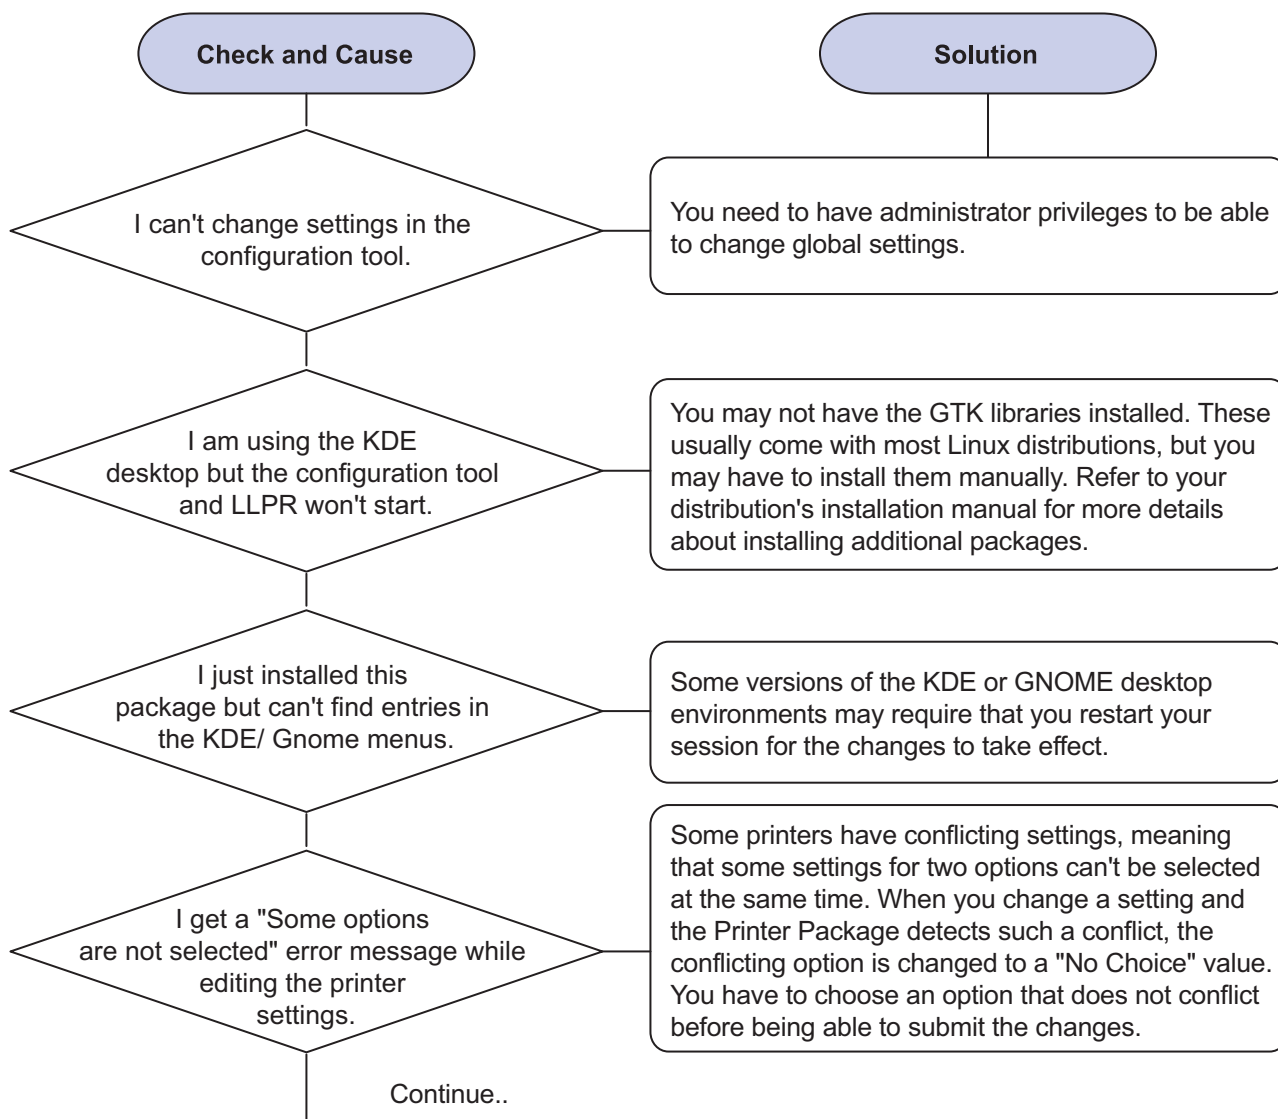 Check and Cause
Solution
I can't change settings in the
configuration tool.
You need to have administrator privileges to be able
to change global settings.
I am using the KDE
desktop but the configuration tool
and LLPR won't start.
You may not have the GTK libraries installed. These
usually come with most Linux distributions, but you
may have to install them manually. Refer to your
distribution's installation manual for more details
about installing additional packages.
I just installed this
package but can't find entries in
the KDE/ Gnome menus.
Some versions of the KDE or GNOME desktop
environments may require that you restart your
session for the changes to take effect.
I get a "Some options
are not selected" error message while
editing the printer
settings.
Some printers have conflicting settings, meaning
that some settings for two options can't be selected
at the same time. When you change a setting and
the Printer Package detects such a conflict, the
conflicting option is changed to a "No Choice" value.
You have to choose an option that does not conflict
before being able to submit the changes.
Continue..